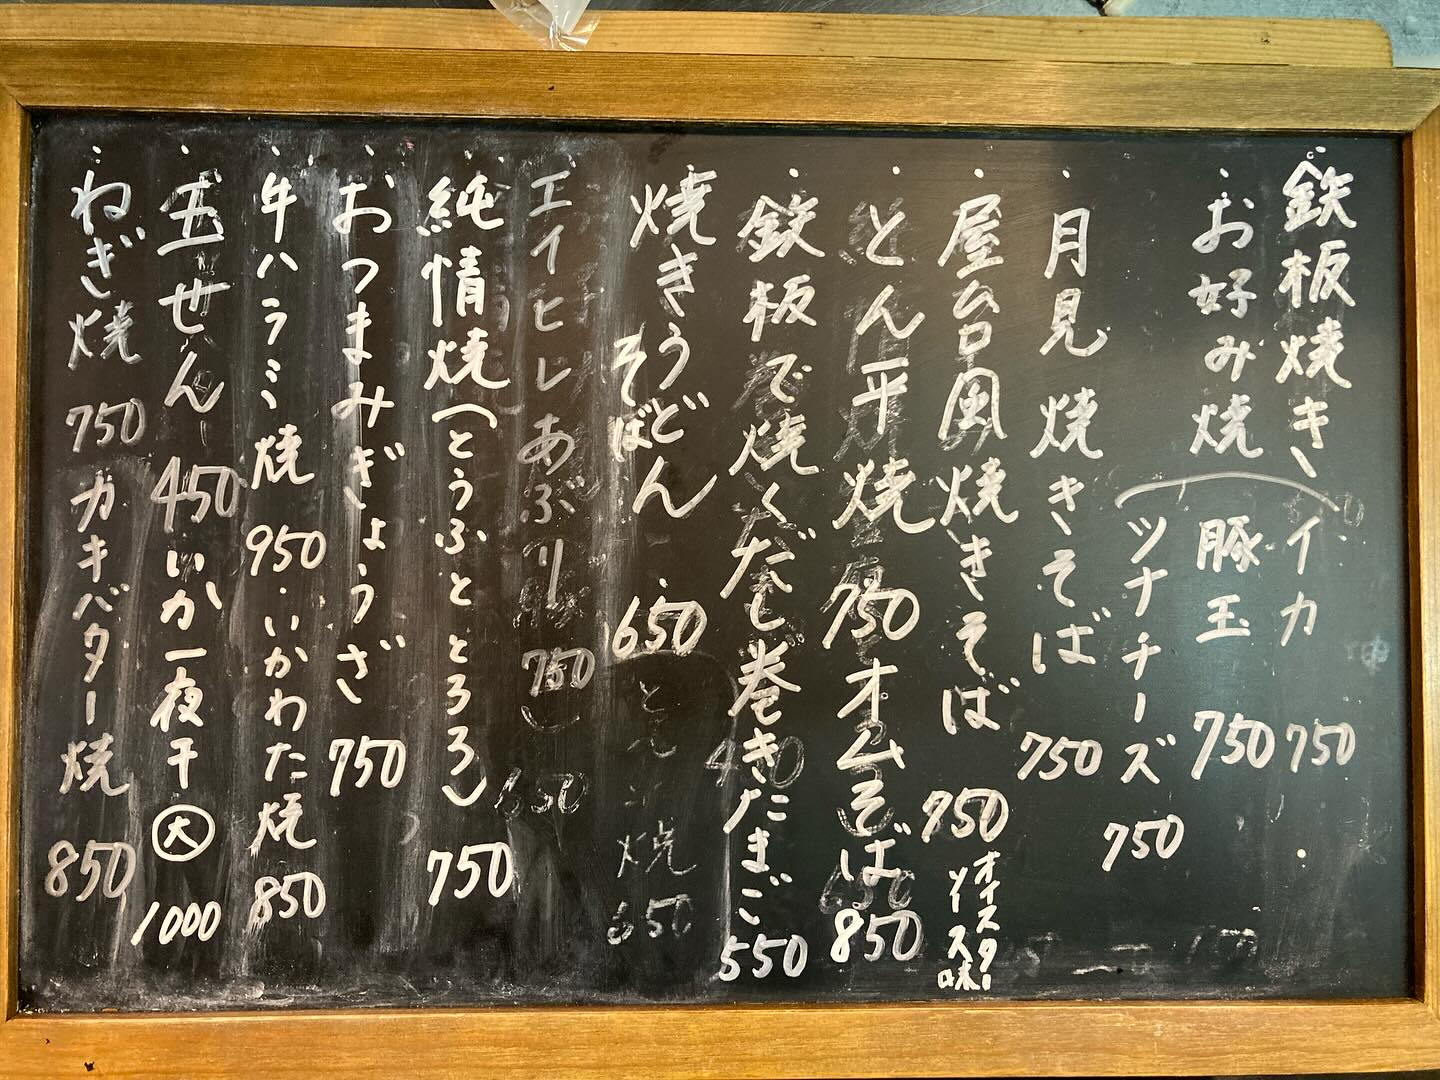 鉄板焼き
お好み焼
イカ 750
豚玉 750
ツナチーズ 750
月見焼きそば 750
屋台風焼きそば 750 オイスターソース味
とん平焼 750 オムそば 850
鉄板で焼くだし巻きたまご 550
焼きうどん 650
そば
エイヒレあぶり 750
純情焼(とうふととろろ) 750
おつまみぎょうざ 750
牛ハラミ焼 950・いかわた焼 850
玉せん 450 いか一夜干 大 1000
ねぎ焼 750 カキバター焼 850